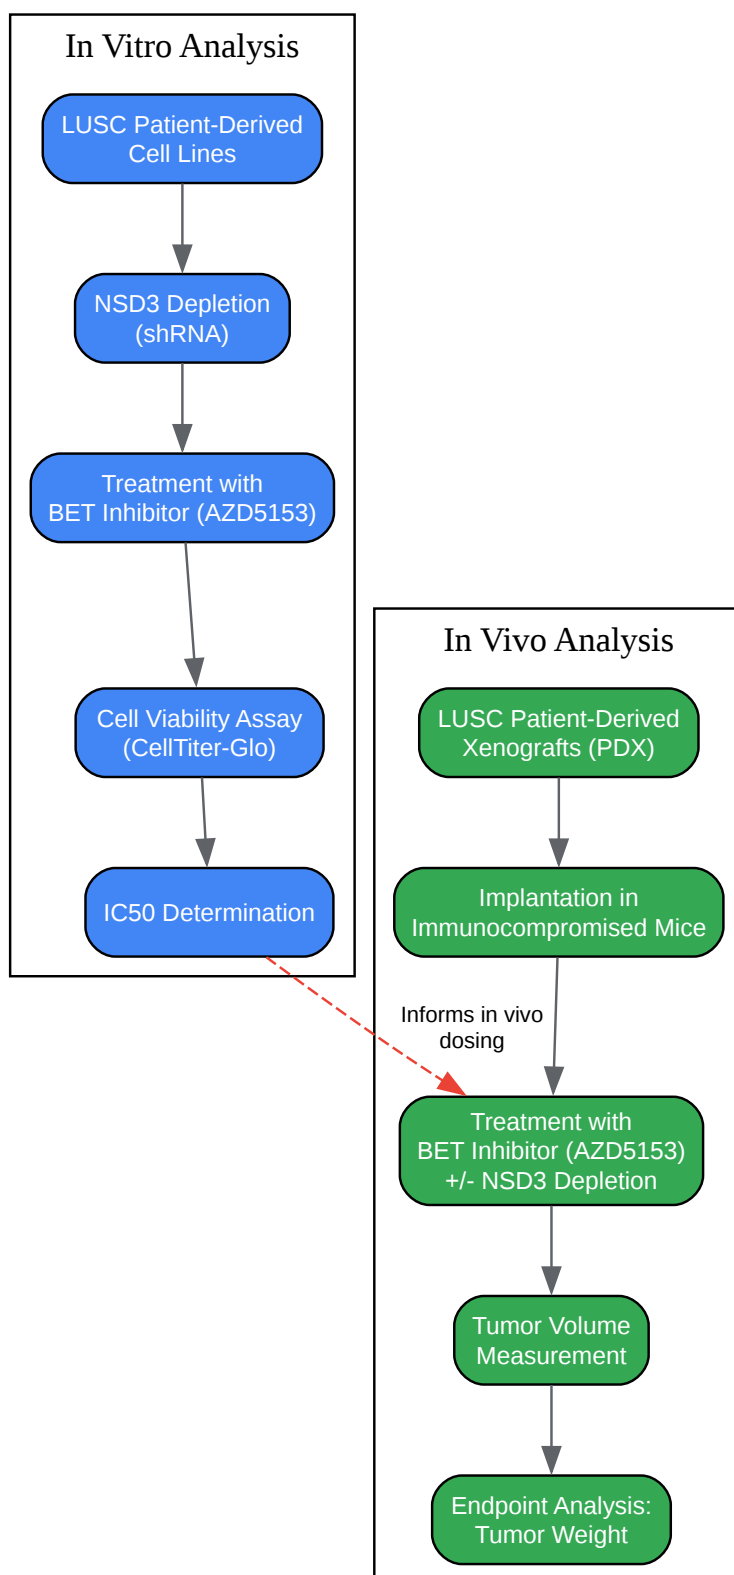 In Vitro Analysis
LUSC Patient-Derived
Cell Lines
NSD3 Depletion
(shRNA)
Treatment with
BET Inhibitor (AZD5153)
Cell Viability Assay
(CellTiter-Glo)
IC50 Determination
In Vivo Analysis
LUSC Patient-Derived
Xenografts (PDX)
Implantation in
Immunocompromised Mice
Informs in vivo
dosing
Treatment with
BET Inhibitor (AZD5153)
+/- NSD3 Depletion
Tumor Volume
Measurement
Endpoint Analysis:
Tumor Weight